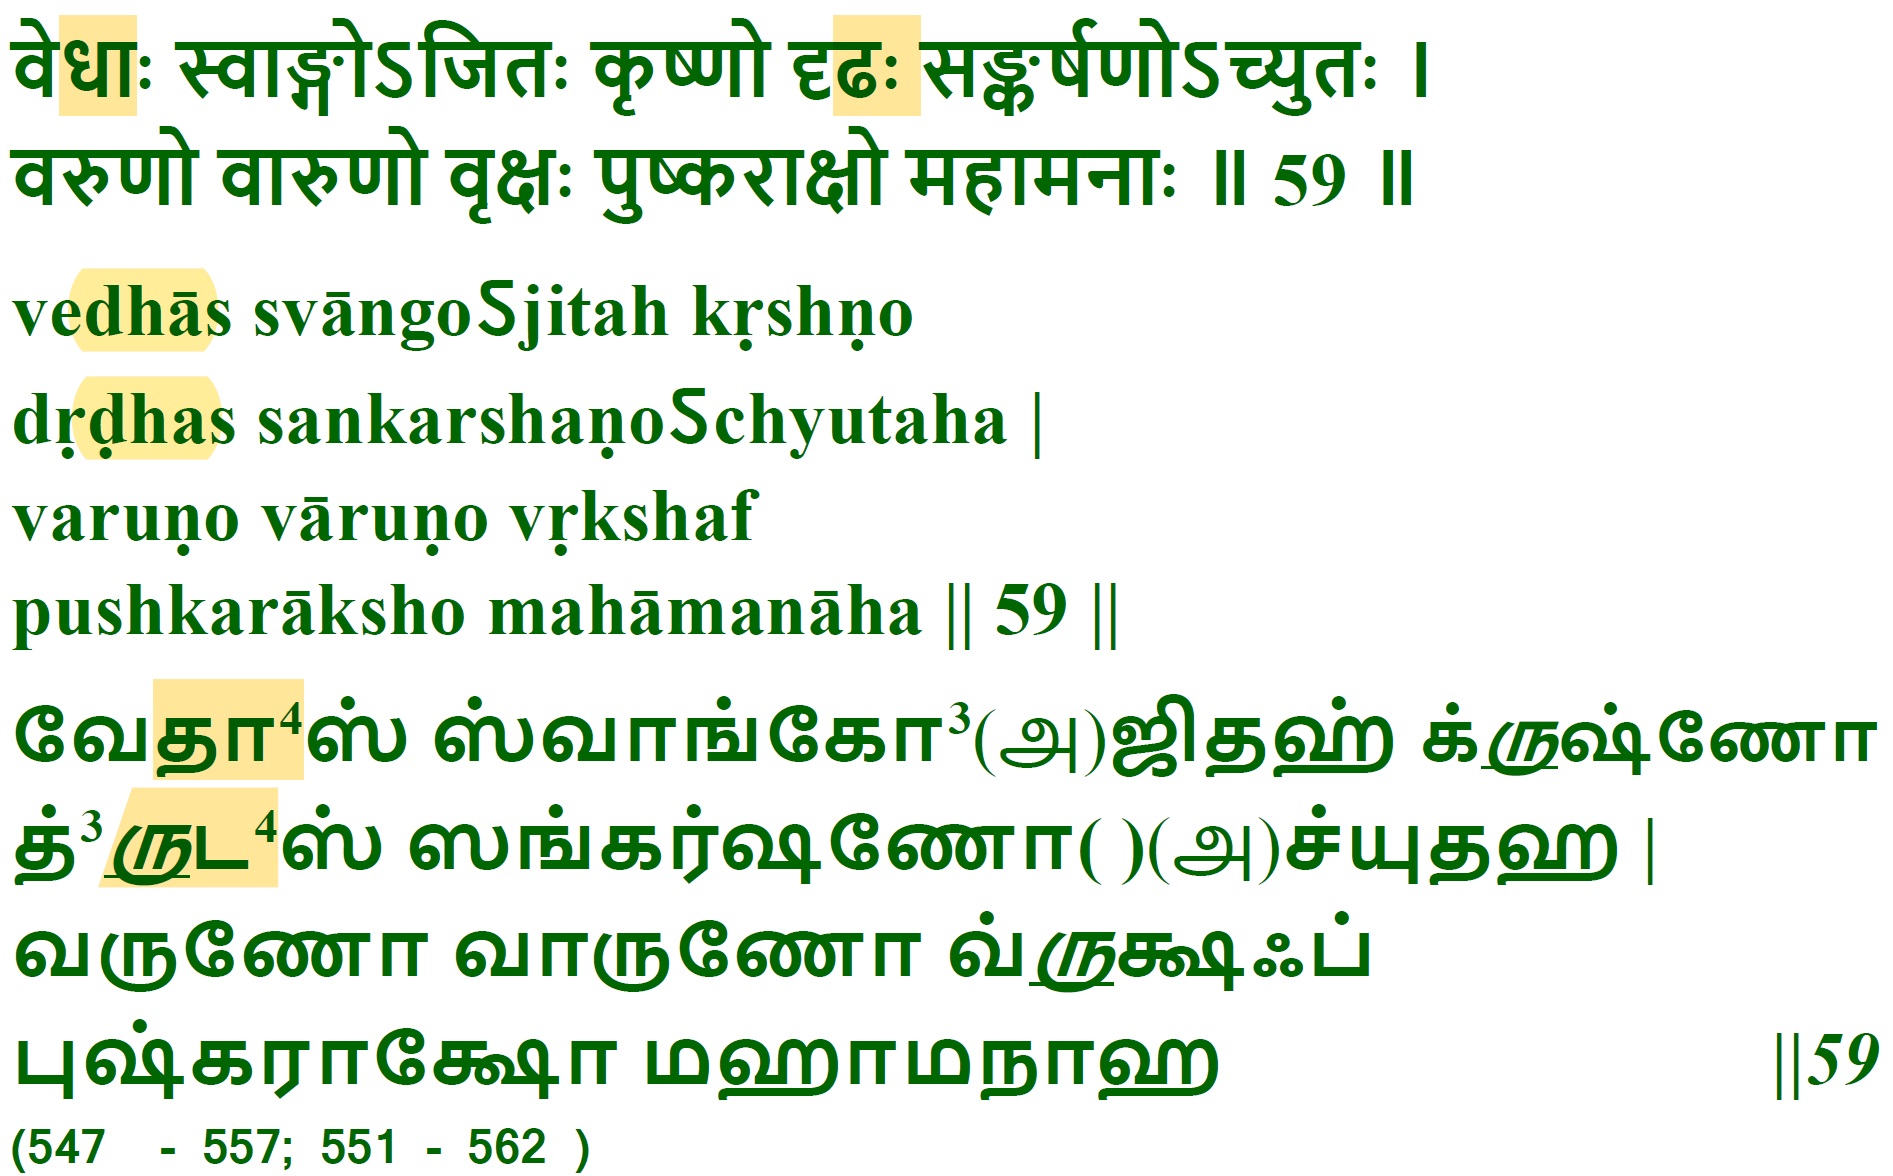 वेधाः स्वाङ्गोऽजितः कृष्णो दृढः सङ्कर्षणोऽच्युतः ।
वरुणो वारुणो वृक्षः पुष्कराक्षो महामनाः ॥ 59 ॥
vedhās svāngoऽjitah kṛshṇo
dṛḍhas sankarshaṇoऽchyutaha |
varuṇo vāruṇo vṛkshaf
pushkarāksho mahāmanāha || 59 ||
வேதா⁴ஸ் ஸ்வாங்கோ³(அ)ஜிதஹ் க்ருஷ்ணோ
த்³ருட⁴ஸ் ஸங்கர்ஷணோ( )(அ)ச்யுதஹ |
வருணோ வாருணோ வ்ருக்ஷஃப்
புஷ்கராக்ஷோ மஹாமநாஹ ||59
(547 - 557; 551 - 562 )